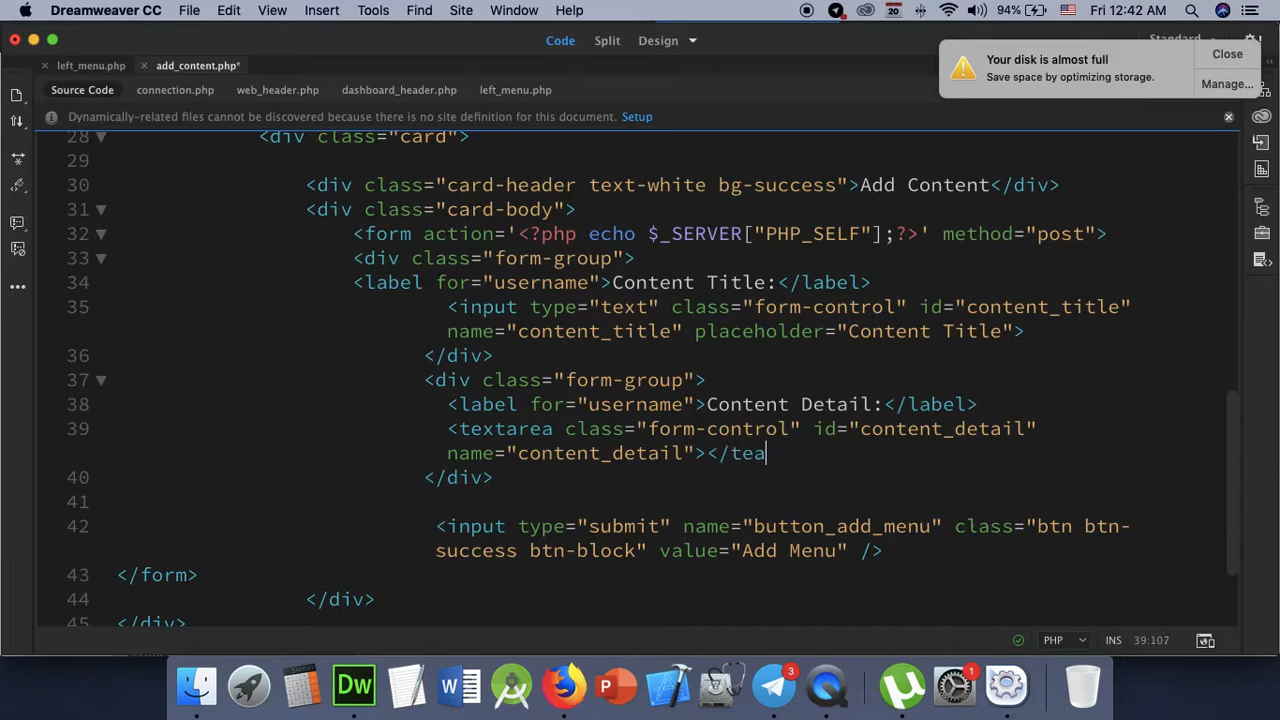 Dreamweaver CC File Edit View Insert Tools Find Site Window Help 20 94% Fri 12:42 AM
Code Split Design
Your disk is almost full
Save space by optimizing storage.
Close
Manage...
left_menu.php add_content.php*
Source Code connection.php web_header.php dashboard_header.php left_menu.php
Dynamically-related files cannot be discovered because there is no site definition for this document. Setup
28 <div class="card">
29
30 <div class="card-header text-white bg-success">Add Content</div>
31 <div class="card-body">
32 <form action='<?php echo $_SERVER["PHP_SELF"];?>' method="post">
33 <div class="form-group">
34 <label for="username">Content Title:</label>
35 <input type="text" class="form-control" id="content_title"
name="content_title" placeholder="Content Title">
36 </div>
37 <div class="form-group">
38 <label for="username">Content Detail:</label>
39 <textarea class="form-control" id="content_detail"
name="content_detail"></tea
40 </div>
41
42 <input type="submit" name="button_add_menu" class="btn btn-
success btn-block" value="Add Menu" />
43 </form>
44 </div>
45 </div>
PHP INS 39:107
Dw W P 3 1